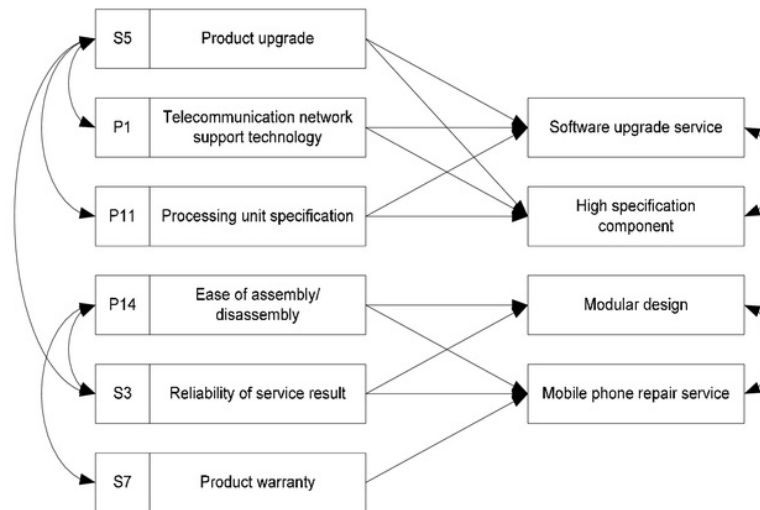 S5 Product upgrade
P1 Telecommunication network
support technology
Software upgrade service
P11 Processing unit specification
High specification
component
P14 Ease of assembly/
disassembly
Modular design
S3 Reliability of service result
Mobile phone repair service
S7 Product warranty